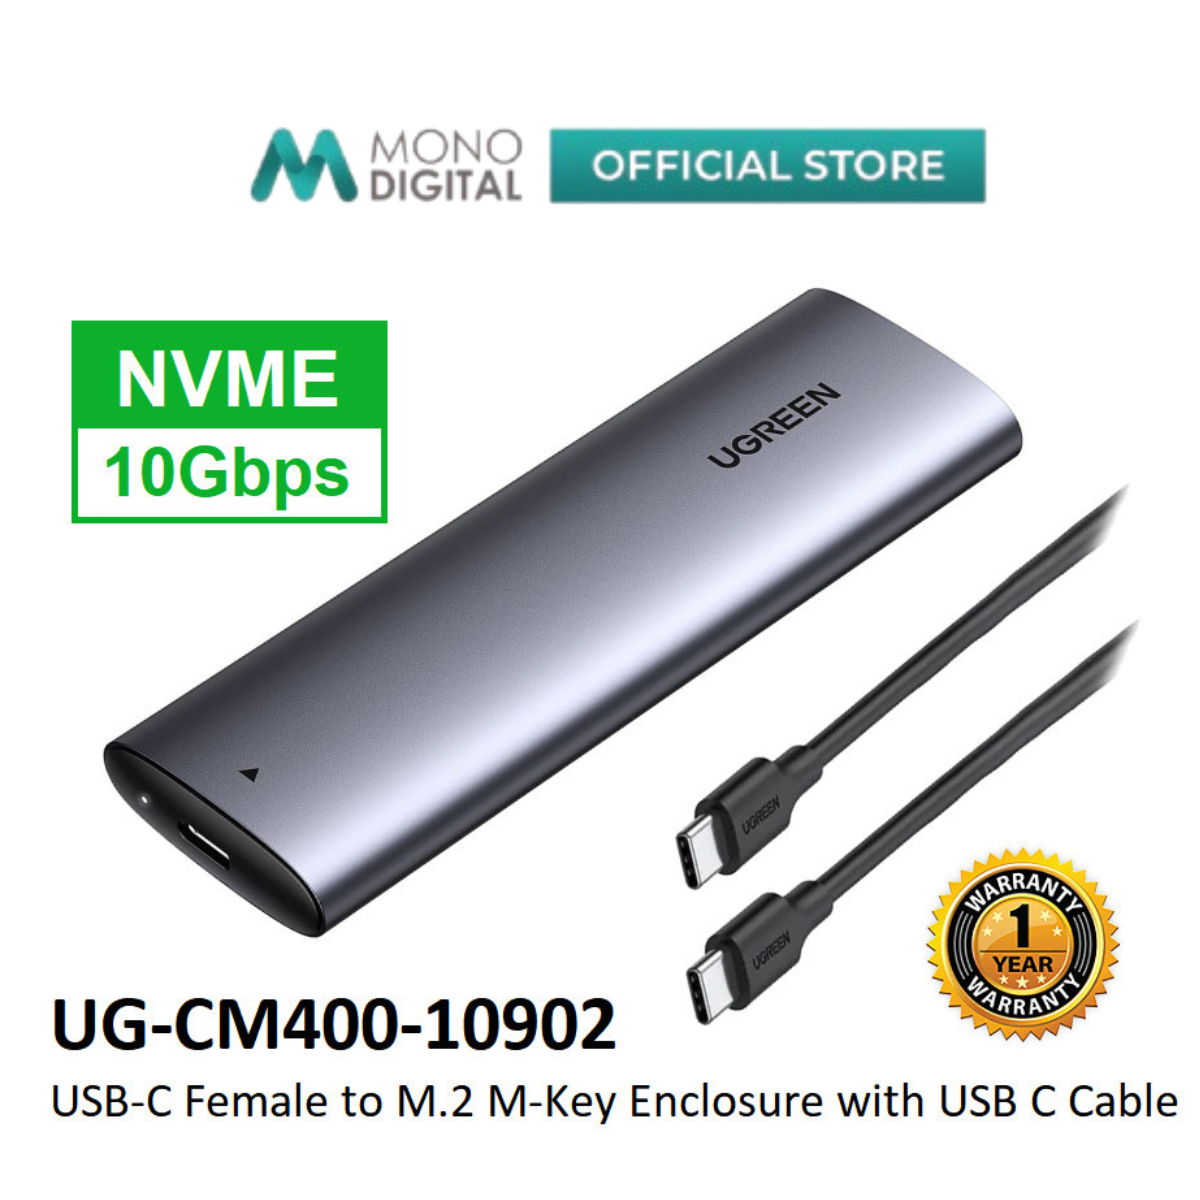 MONO
DIGITAL
OFFICIAL STORE
NVME
10Gbps
UGREEN
UGREEN
UGREEN
WARRANTY
1
YEAR
WARRANTY
UG-CM400-10902
USB-C Female to M.2 M-Key Enclosure with USB C Cable